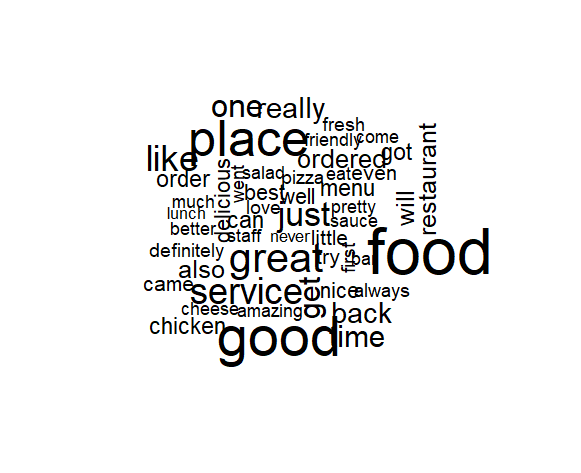 one really
place
fresh
friendly come
like
ordered got
restaurant
order
delicious
went
salad pizza eat even
best well menu
much
love just pretty
will
lunch
can
sauce
better
staff never little
food
definitely
great try first bar
also
came
service get nice always
cheese amazing back
chicken
good ime